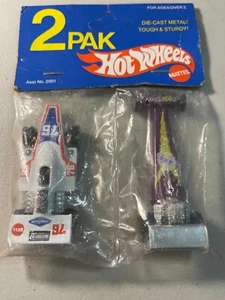 FOR AGES OVER 3
2 PAK
DIE-CAST METAL!
TOUGH & STURDY!
Hot Wheels
MATTEL
Asst. No. 2001